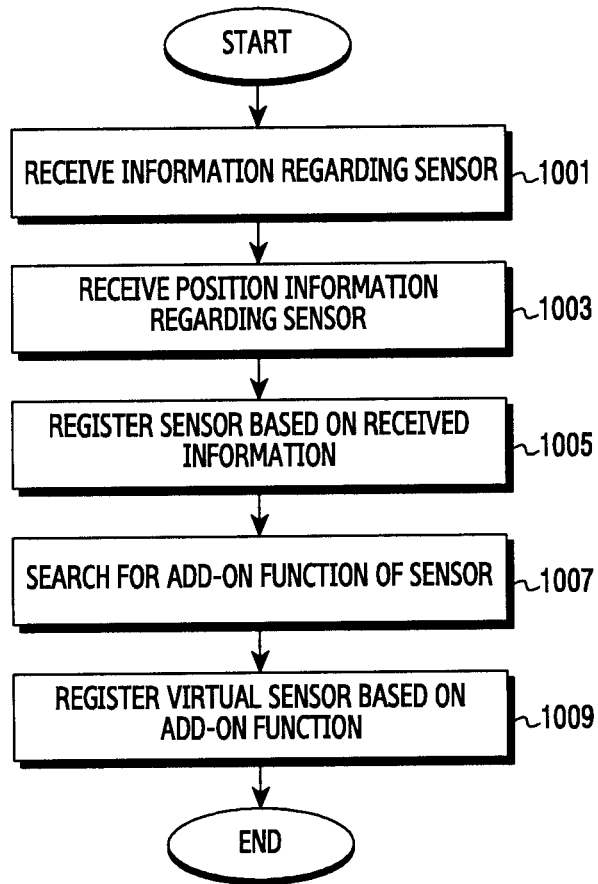 START
RECEIVE INFORMATION REGARDING SENSOR
1001
RECEIVE POSITION INFORMATION
REGARDING SENSOR
1003
REGISTER SENSOR BASED ON RECEIVED
INFORMATION
1005
SEARCH FOR ADD-ON FUNCTION OF SENSOR
1007
REGISTER VIRTUAL SENSOR BASED ON
ADD-ON FUNCTION
1009
END